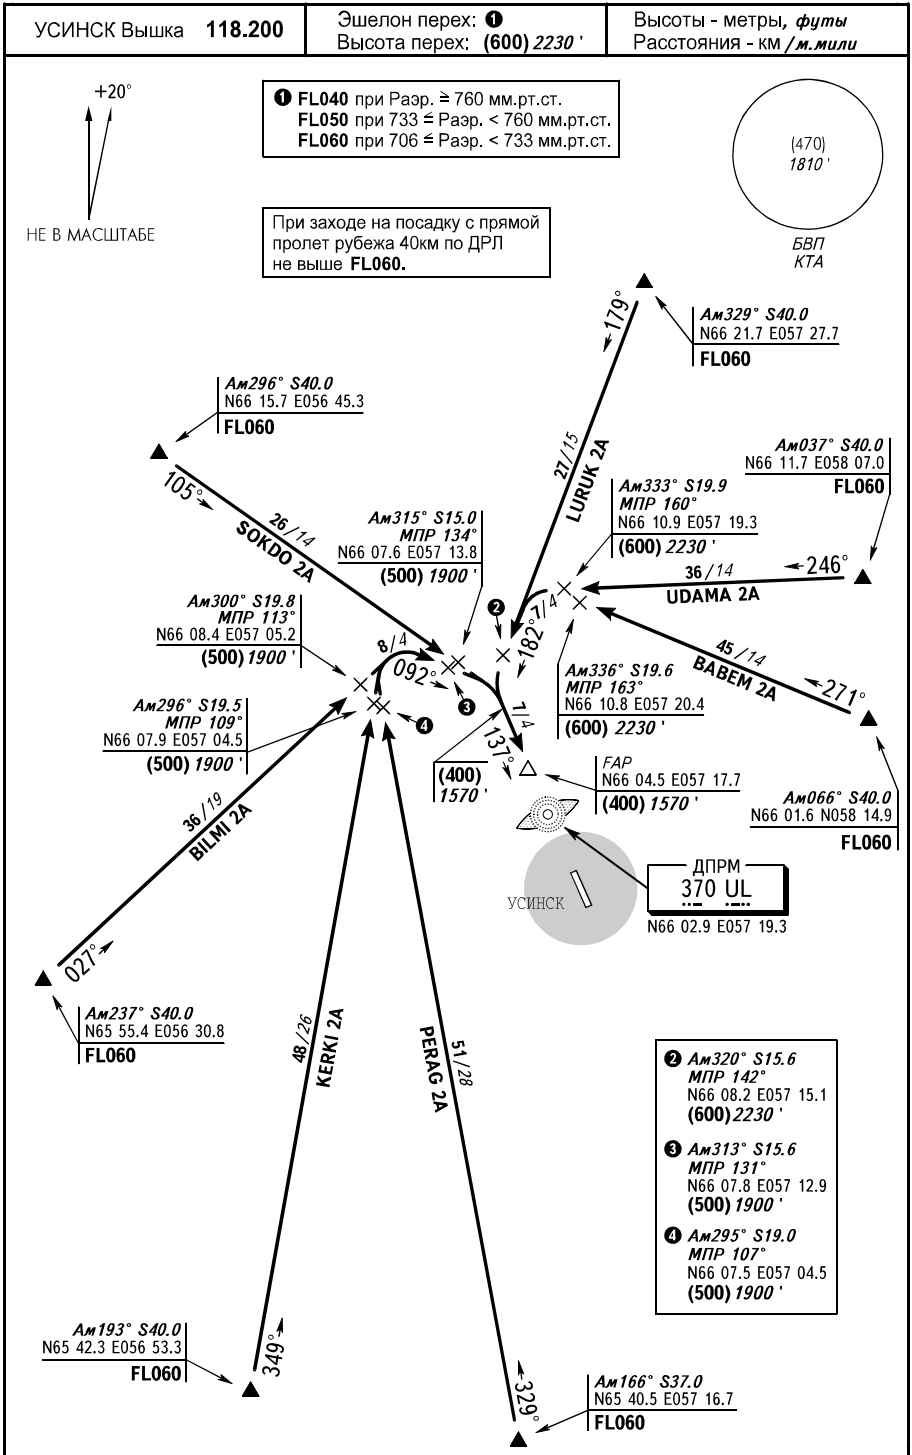 УСИНСК Вышка 118.200
Эшелон перех: ❶
Высота перех: (600) 2230 '
Высоты - метры, футы
Расстояния - км /м.мили
+20°
НЕ В МАСШТАБЕ
❶ FL040 при Раэр. ≥ 760 мм.рт.ст.
FL050 при 733 ≤ Раэр. < 760 мм.рт.ст.
FL060 при 706 ≤ Раэр. < 733 мм.рт.ст.
(470)
1810 '
БВП
КТА
При заходе на посадку с прямой
пролет рубежа 40км по ДРЛ
не выше FL060.
179°
Ам329° S40.0
N66 21.7 E057 27.7
FL060
Ам296° S40.0
N66 15.7 E056 45.3
FL060
105°
26/14
SOKDO 2A
27/15
LURUK 2A
Ам037° S40.0
N66 11.7 E058 07.0
FL060
Ам333° S19.9
МПР 160°
N66 10.9 E057 19.3
(600) 2230 '
Ам315° S15.0
МПР 134°
N66 07.6 E057 13.8
(500) 1900 '
246°
36/14
UDAMA 2A
Ам300° S19.8
МПР 113°
N66 08.4 E057 05.2
(500) 1900 '
❷
7/4
182°
8/4
092°
❸
45/14
BABEM 2A
271°
Ам336° S19.6
МПР 163°
N66 10.8 E057 20.4
(600) 2230 '
Ам296° S19.5
МПР 109°
N66 07.9 E057 04.5
(500) 1900 '
❹
7/4
137°
(400)
1570 '
FAP
N66 04.5 E057 17.7
(400) 1570 '
Ам066° S40.0
N66 01.6 N058 14.9
FL060
36/19
BILMI 2A
ДПРМ
370 UL
N66 02.9 E057 19.3
УСИНСК
027°
Ам237° S40.0
N65 55.4 E056 30.8
FL060
48/26
KERKI 2A
51/28
PERAG 2A
❷ Ам320° S15.6
МПР 142°
N66 08.2 E057 15.1
(600) 2230 '
❸ Ам313° S15.6
МПР 131°
N66 07.8 E057 12.9
(500) 1900 '
❹ Ам295° S19.0
МПР 107°
N66 07.5 E057 04.5
(500) 1900 '
Ам193° S40.0
N65 42.3 E056 53.3
FL060
349°
329°
Ам166° S37.0
N65 40.5 E057 16.7
FL060